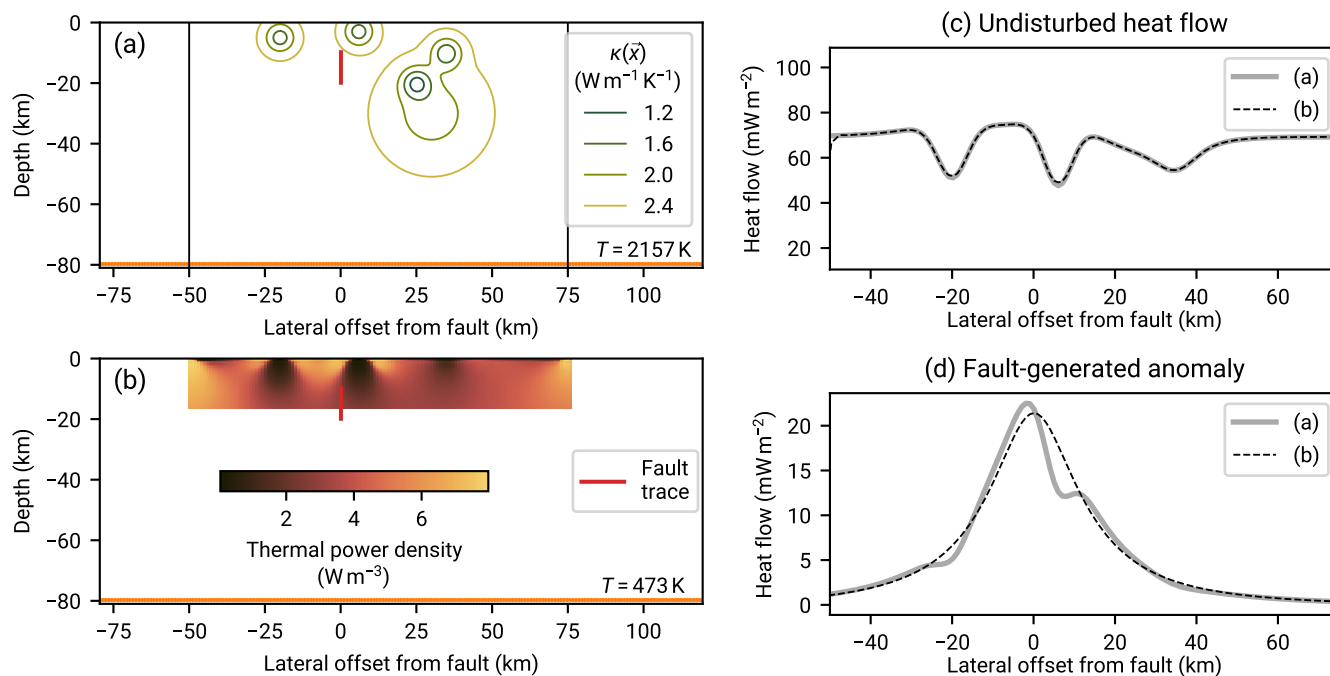 (a)
κ(x⃗)
(W m⁻¹ K⁻¹)
1.2
1.6
2.0
2.4
T = 2157 K
0
−20
−40
−60
−80
Depth (km)
−75 −50 −25 0 25 50 75 100
Lateral offset from fault (km)
(b)
2 4 6
Thermal power density
(W m⁻³)
Fault
trace
T = 473 K
0
−20
−40
−60
−80
Depth (km)
−75 −50 −25 0 25 50 75 100
Lateral offset from fault (km)
(c) Undisturbed heat flow
(a)
(b)
100
80
60
40
20
Heat flow (mW m⁻²)
−40 −20 0 20 40 60
Lateral offset from fault (km)
(d) Fault-generated anomaly
(a)
(b)
20
15
10
5
0
Heat flow (mW m⁻²)
−40 −20 0 20 40 60
Lateral offset from fault (km)